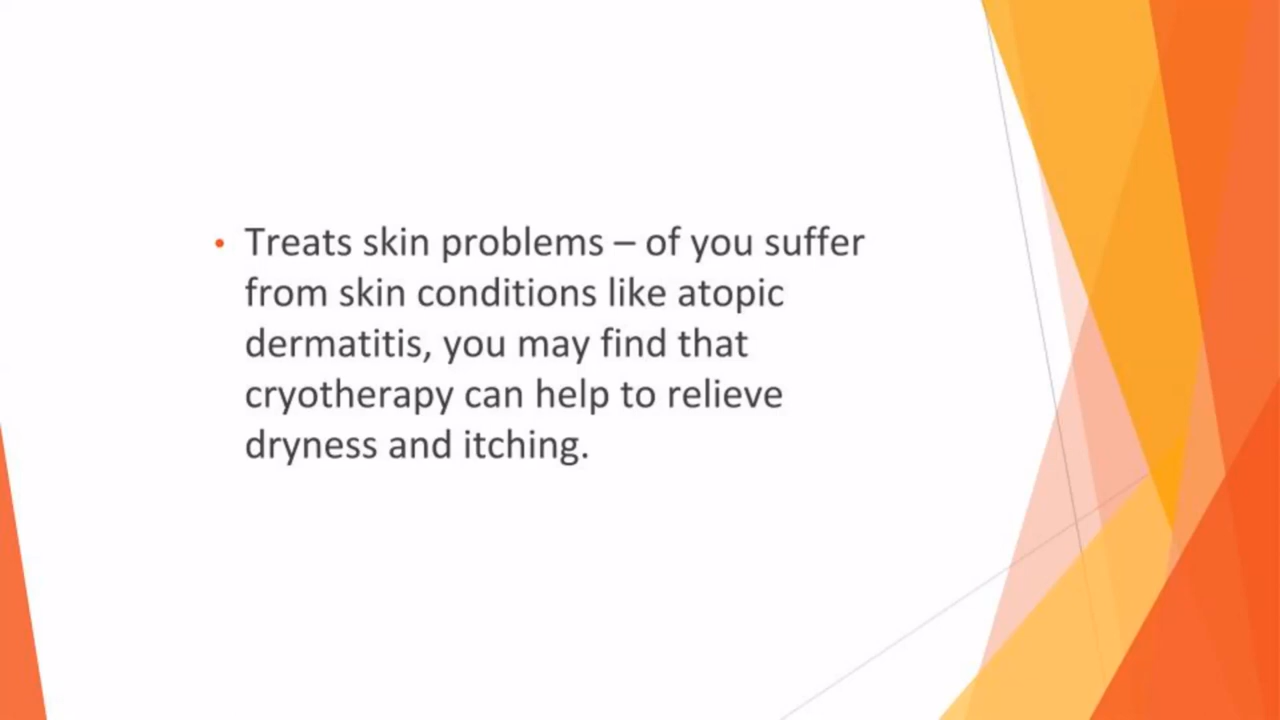 • Treats skin problems – of you suffer
from skin conditions like atopic
dermatitis, you may find that
cryotherapy can help to relieve
dryness and itching.